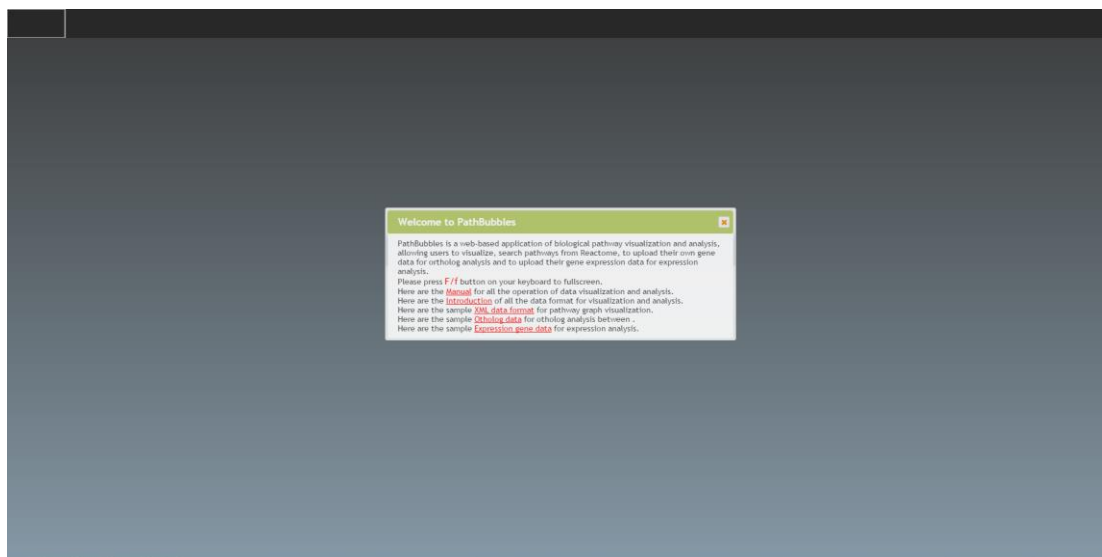 Welcome to PathBubbles
PathBubbles is a web-based application of biological pathway visualization and analysis,
allowing users to visualize, search pathways from Reactome, to upload their own gene
data for ortholog analysis and to upload their gene expression data for expression
analysis.
Please press F/f button on your keyboard to fullscreen.
Here are the Manual for all the operation of data visualization and analysis.
Here are the Introduction of all the data format for visualization and analysis.
Here are the sample XML data format for pathway graph visualization.
Here are the sample Otholog data for otholog analysis between .
Here are the sample Expression gene data for expression analysis.